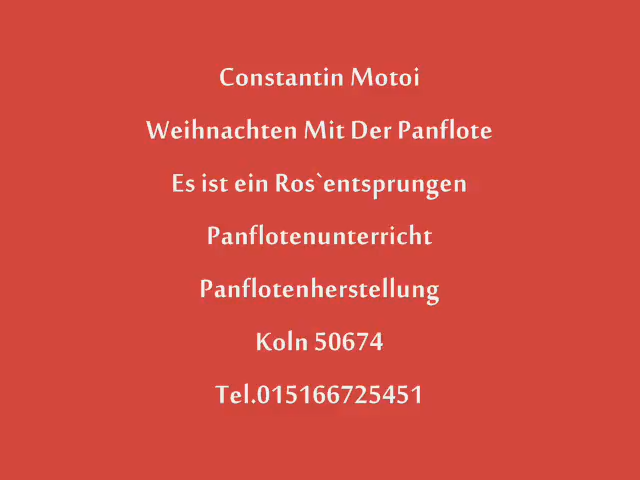 Constantin Motoi
Weihnachten Mit Der Panflote
Es ist ein Ros`entsprungen
Panflotenunterricht
Panflotenherstellung
Koln 50674
Tel.015166725451